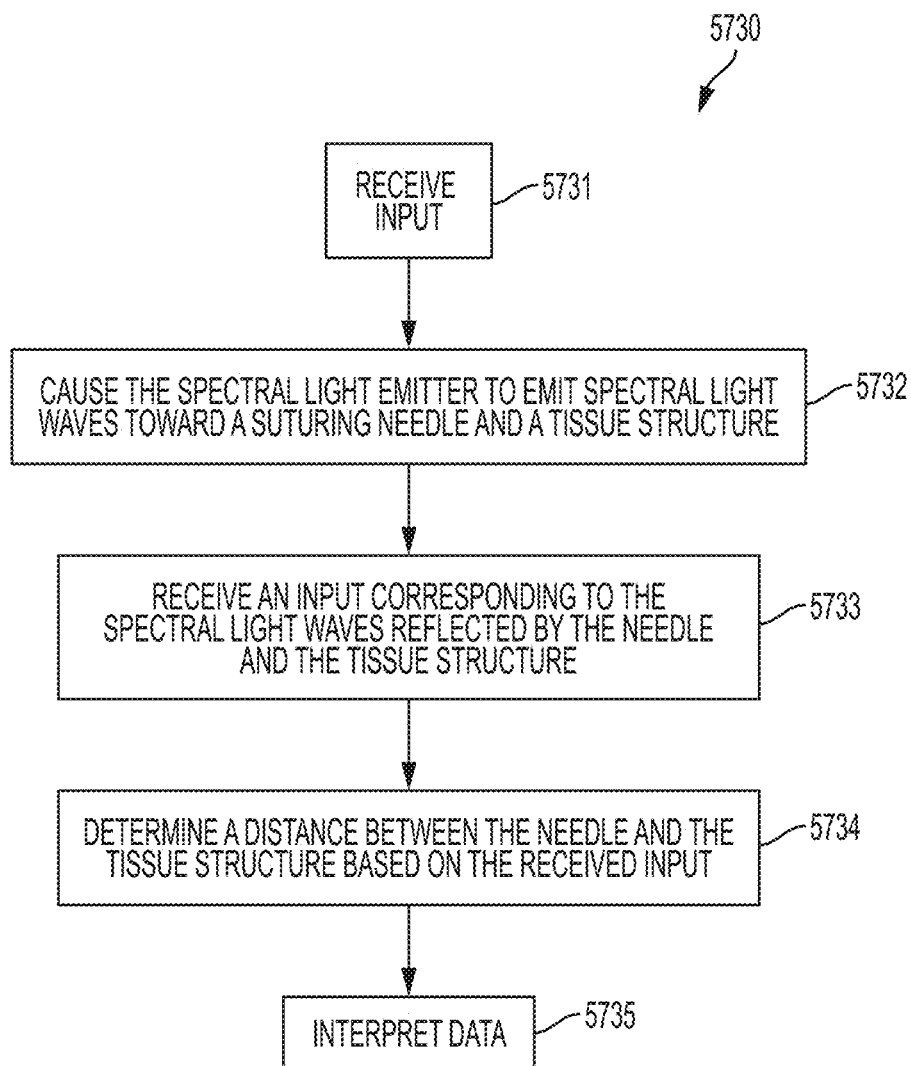 5730
RECEIVE
INPUT
5731
CAUSE THE SPECTRAL LIGHT EMITTER TO EMIT SPECTRAL LIGHT
WAVES TOWARD A SUTURING NEEDLE AND A TISSUE STRUCTURE
5732
RECEIVE AN INPUT CORRESPONDING TO THE
SPECTRAL LIGHT WAVES REFLECTED BY THE NEEDLE
AND THE TISSUE STRUCTURE
5733
DETERMINE A DISTANCE BETWEEN THE NEEDLE AND THE
TISSUE STRUCTURE BASED ON THE RECEIVED INPUT
5734
INTERPRET DATA
5735